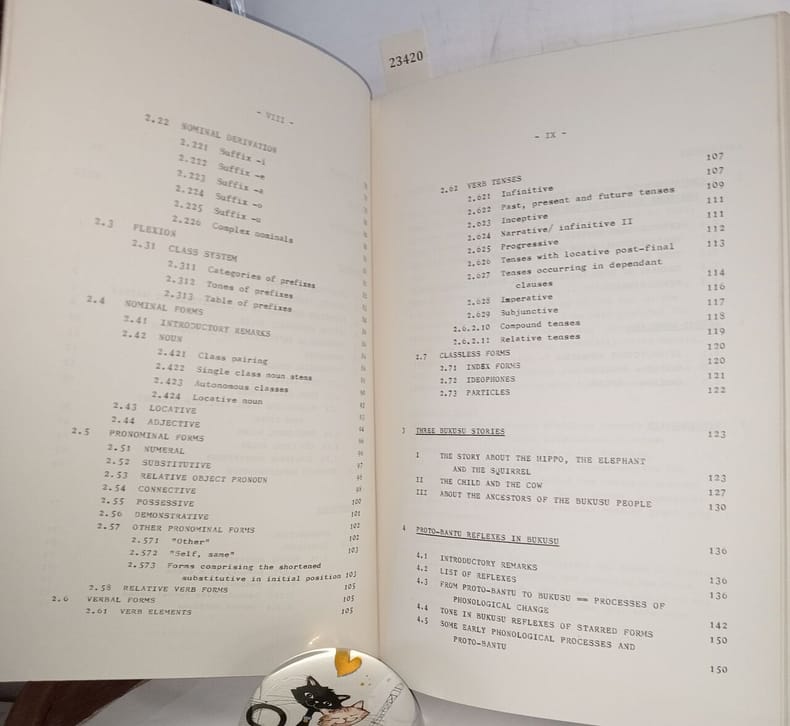 23420
- VIII -
2.22 NOMINAL DERIVATION
2.221 Suffix -i
2.222 Suffix -e
2.223 Suffix -a
2.224 Suffix -o
2.225 Suffix -u
2.226 Complex nominals
2.3 FLEXION
2.31 CLASS SYSTEM
2.311 Categories of prefixes
2.312 Tones of prefixes
2.313 Table of prefixes
2.4 NOMINAL FORMS
2.41 INTRODUCTORY REMARKS
2.42 NOUN
2.421 Class pairing
2.422 Single class noun stems
2.423 Autonomous classes
2.424 Locative noun
2.43 LOCATIVE
2.44 ADJECTIVE
2.5 PRONOMINAL FORMS
2.51 NUMERAL
2.52 SUBSTITUTIVE 97
2.53 RELATIVE OBJECT PRONOUN 98
2.54 CONNECTIVE
2.55 POSSESSIVE 100
2.56 DEMONSTRATIVE 101
2.57 OTHER PRONOMINAL FORMS 102
2.571 "Other" 102
2.572 "Self, same" 103
2.573 Forms comprising the shortened
substitutive in initial position 103
2.58 RELATIVE VERB FORMS 105
2.6 VERBAL FORMS 105
2.61 VERB ELEMENTS 105
- IX -
2.62 VERB TENSES 107
2.621 Infinitive 107
2.622 Past, present and future tenses 109
2.623 Inceptive 111
2.624 Narrative/ infinitive II 111
2.625 Progressive 112
2.626 Tenses with locative post-final 113
2.627 Tenses occurring in dependant
clauses 114
2.628 Imperative 116
2.629 Subjunctive 117
2.6.2.10 Compound tenses 118
2.6.2.11 Relative tenses 119
2.7 CLASSLESS FORMS 120
2.71 INDEX FORMS 120
2.72 IDEOPHONES 121
2.73 PARTICLES 122
3 THREE BUKUSU STORIES 123
I THE STORY ABOUT THE HIPPO, THE ELEPHANT
AND THE SQUIRREL 123
II THE CHILD AND THE COW 127
III ABOUT THE ANCESTORS OF THE BUKUSU PEOPLE 130
4 PROTO-BANTU REFLEXES IN BUKUSU 136
4.1 INTRODUCTORY REMARKS 136
4.2 LIST OF REFLEXES 136
4.3 FROM PROTO-BANTU TO BUKUSU == PROCESSES OF
PHONOLOGICAL CHANGE 142
4.4 TONE IN BUKUSU REFLEXES OF STARRED FORMS 150
4.5 SOME EARLY PHONOLOGICAL PROCESSES AND
PROTO-BANTU 150